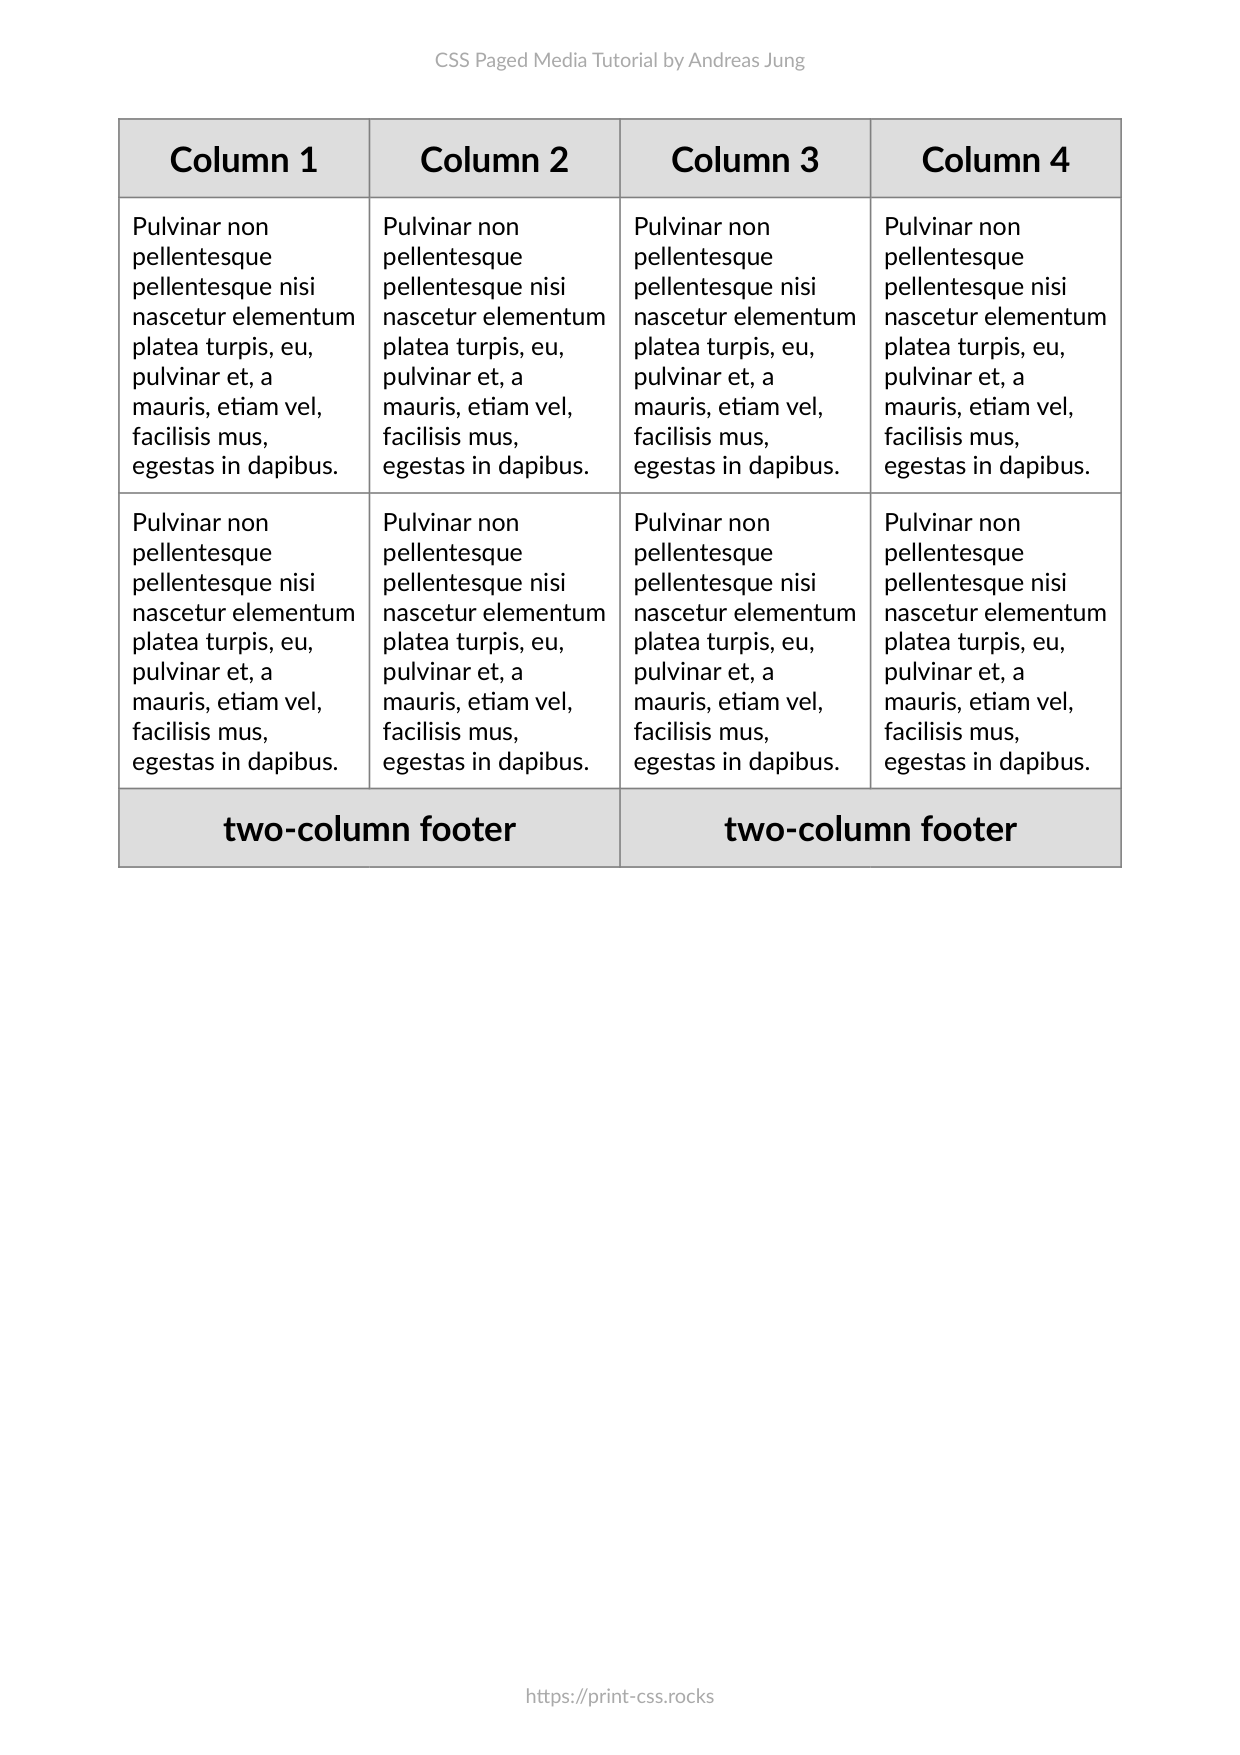 CSS Paged Media Tutorial by Andreas Jung
Column 1 Column 2 Column 3 Column 4
Pulvinar non
pellentesque
pellentesque nisi
nascetur elementum
platea turpis, eu,
pulvinar et, a
mauris, etiam vel,
facilisis mus,
egestas in dapibus.
Pulvinar non
pellentesque
pellentesque nisi
nascetur elementum
platea turpis, eu,
pulvinar et, a
mauris, etiam vel,
facilisis mus,
egestas in dapibus.
Pulvinar non
pellentesque
pellentesque nisi
nascetur elementum
platea turpis, eu,
pulvinar et, a
mauris, etiam vel,
facilisis mus,
egestas in dapibus.
Pulvinar non
pellentesque
pellentesque nisi
nascetur elementum
platea turpis, eu,
pulvinar et, a
mauris, etiam vel,
facilisis mus,
egestas in dapibus.
Pulvinar non
pellentesque
pellentesque nisi
nascetur elementum
platea turpis, eu,
pulvinar et, a
mauris, etiam vel,
facilisis mus,
egestas in dapibus.
Pulvinar non
pellentesque
pellentesque nisi
nascetur elementum
platea turpis, eu,
pulvinar et, a
mauris, etiam vel,
facilisis mus,
egestas in dapibus.
Pulvinar non
pellentesque
pellentesque nisi
nascetur elementum
platea turpis, eu,
pulvinar et, a
mauris, etiam vel,
facilisis mus,
egestas in dapibus.
Pulvinar non
pellentesque
pellentesque nisi
nascetur elementum
platea turpis, eu,
pulvinar et, a
mauris, etiam vel,
facilisis mus,
egestas in dapibus.
two-column footer two-column footer
https://print-css.rocks